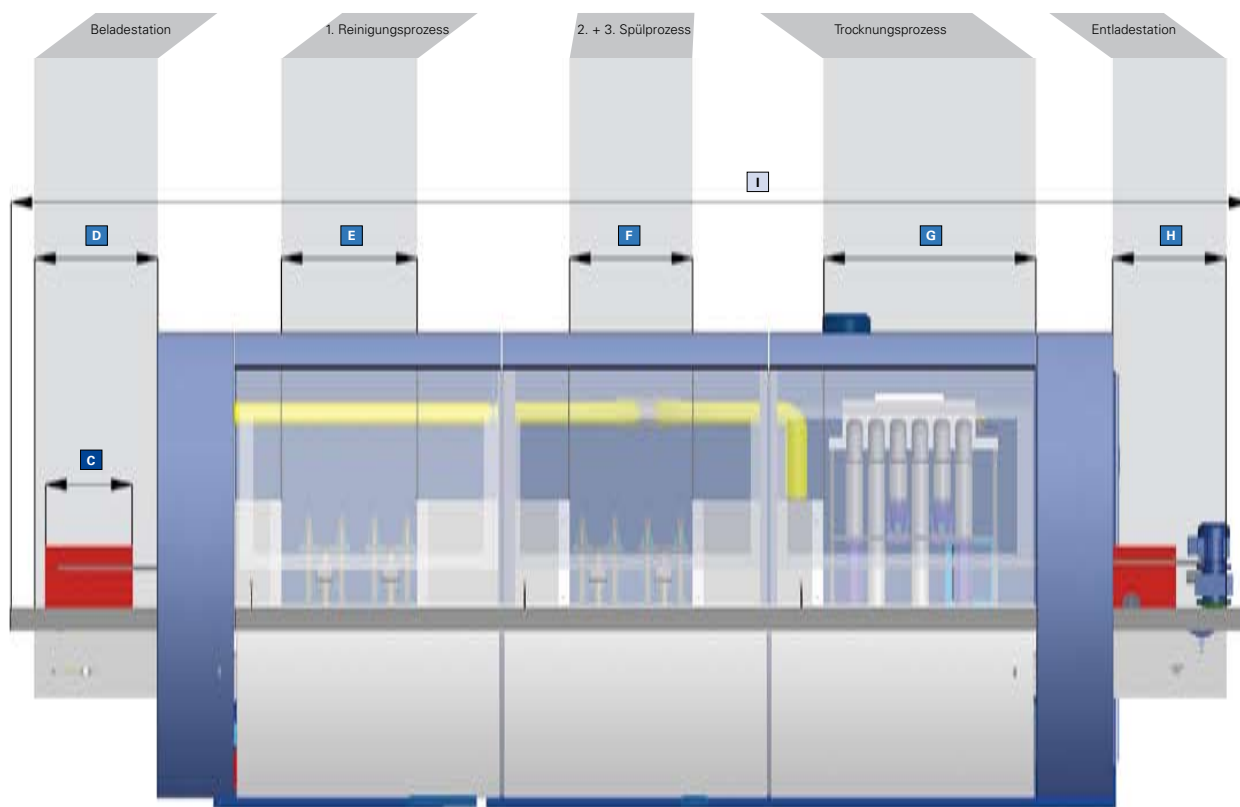 Beladestation
1. Reinigungsprozess
2. + 3. Spülprozess
Trocknungsprozess
Entladestation
I
D
E
F
G
H
C